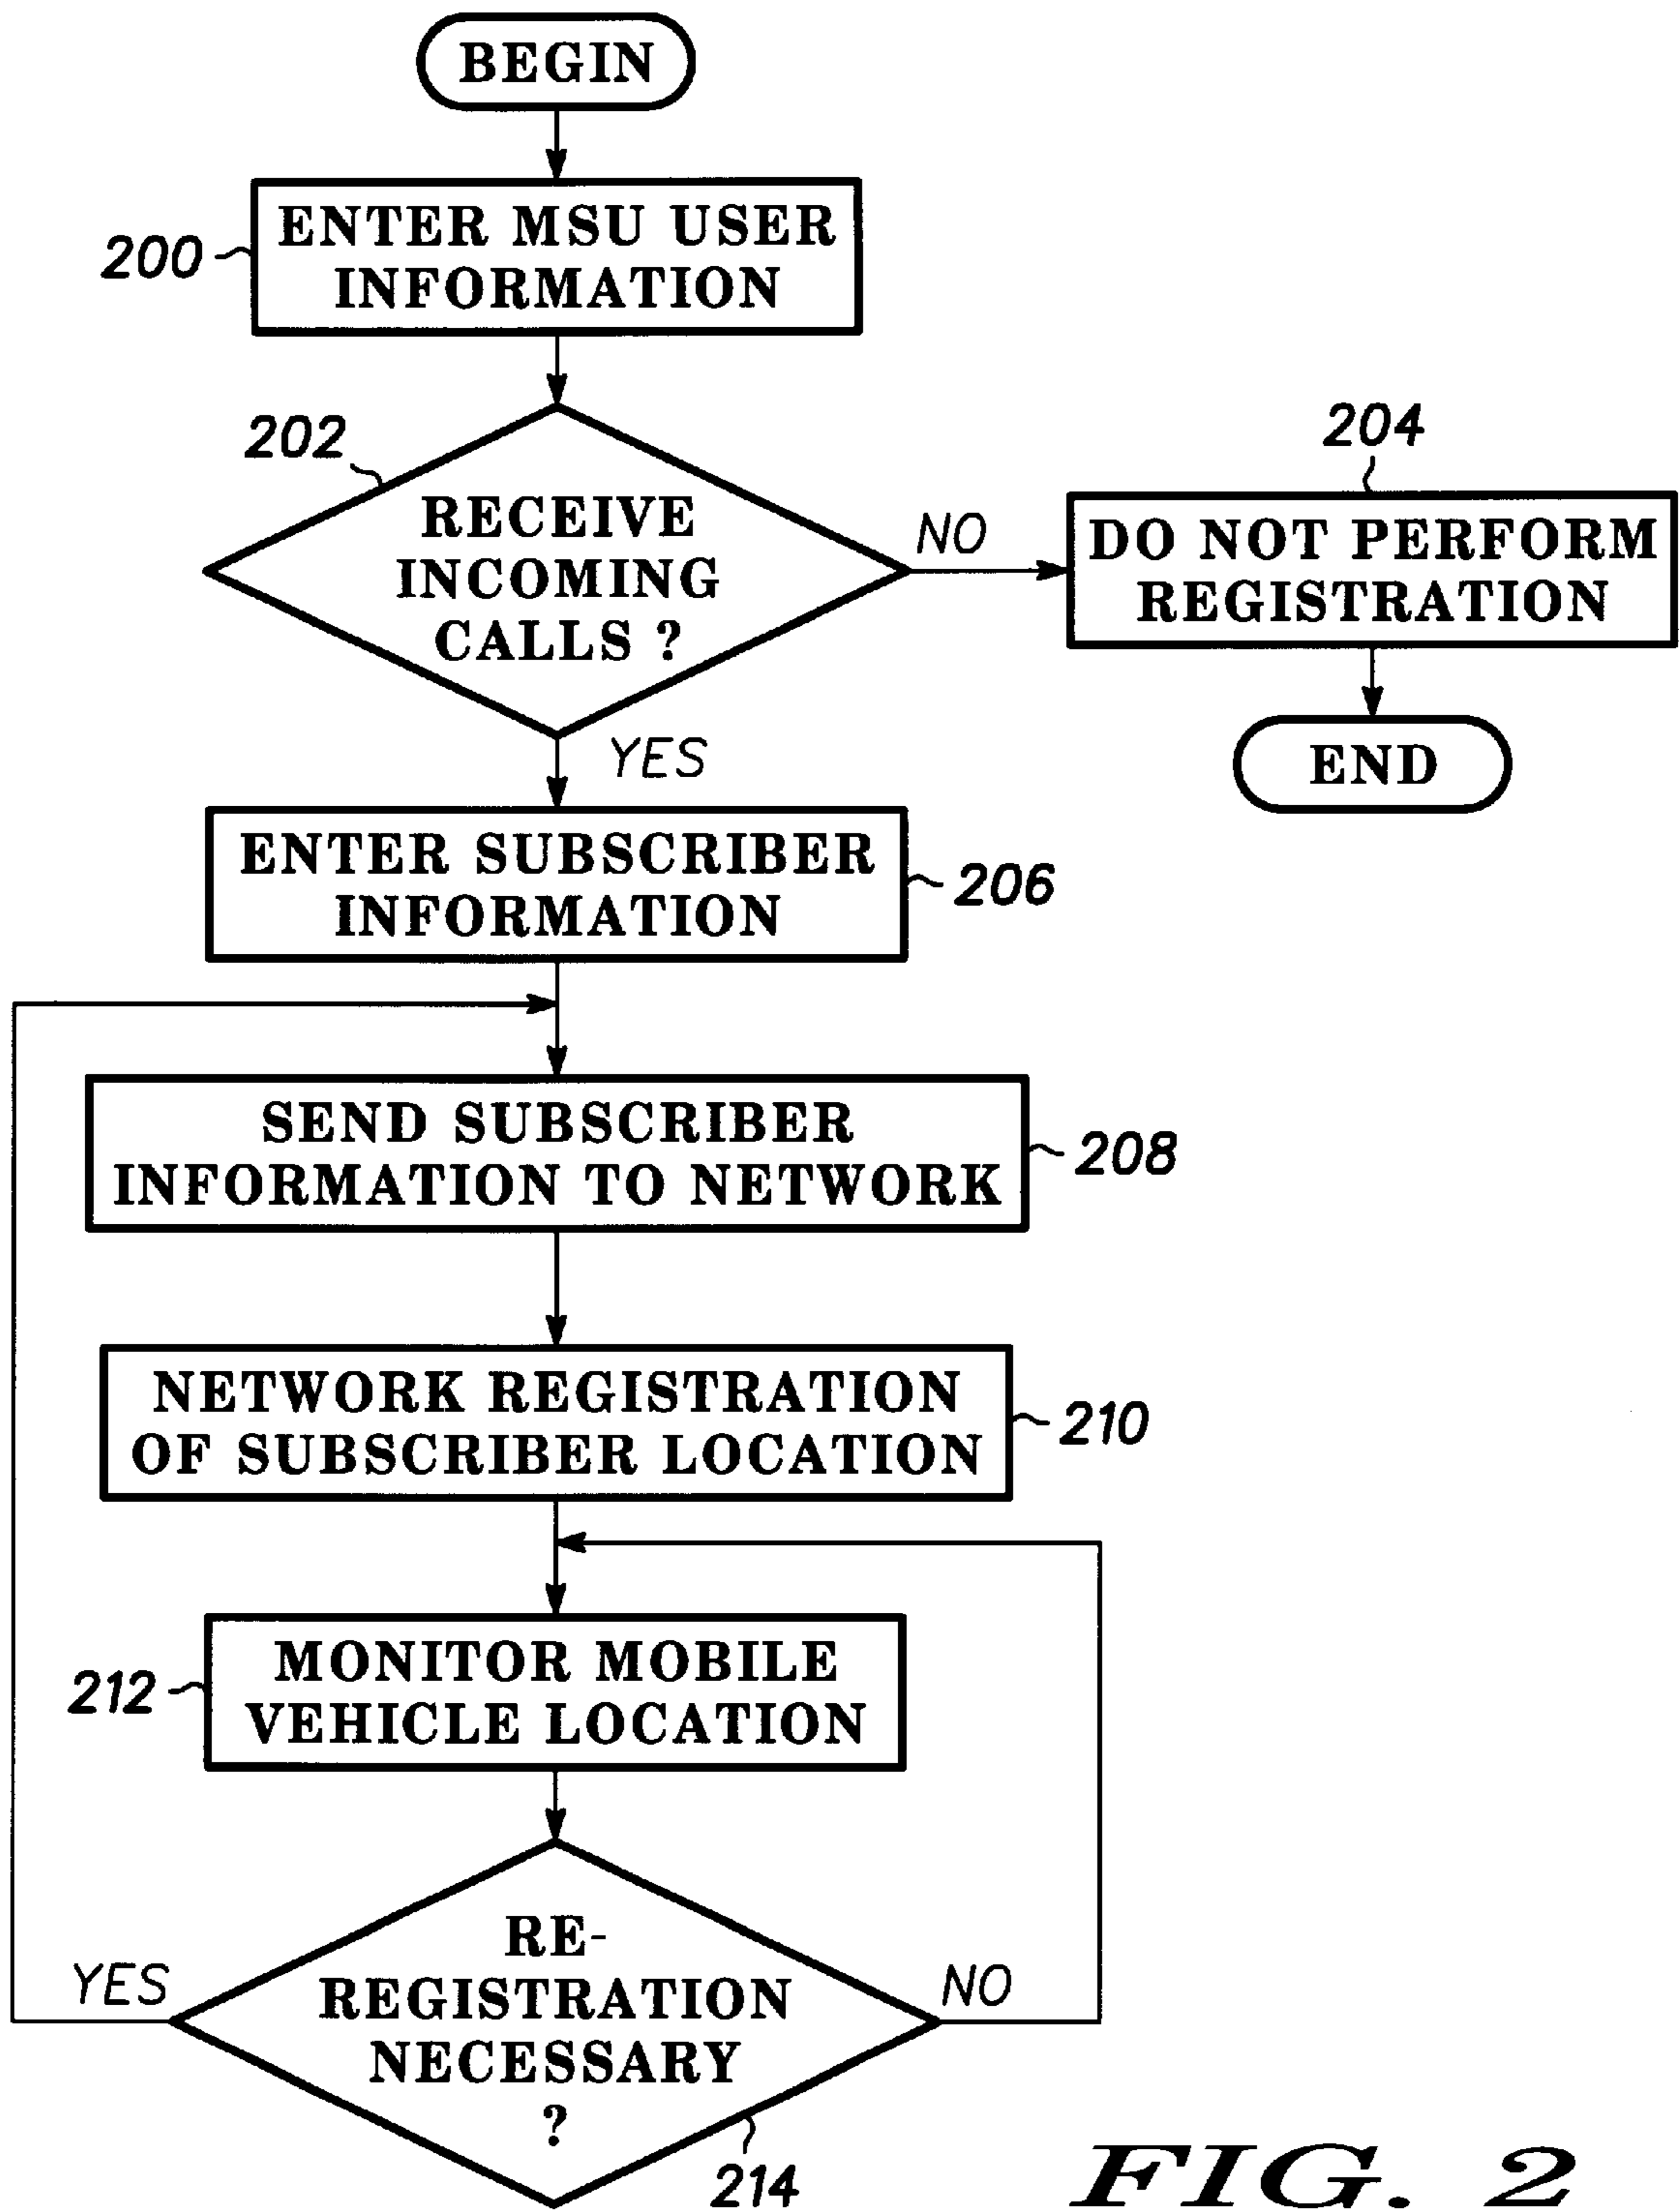 BEGIN
200
ENTER MSU USER
INFORMATION
202
RECEIVE
INCOMING
CALLS ?
NO
204
DO NOT PERFORM
REGISTRATION
END
YES
ENTER SUBSCRIBER
INFORMATION
206
SEND SUBSCRIBER
INFORMATION TO NETWORK
208
NETWORK REGISTRATION
OF SUBSCRIBER LOCATION
210
212
MONITOR MOBILE
VEHICLE LOCATION
YES
RE-
REGISTRATION
NECESSARY
?
NO
214
FIG. 2